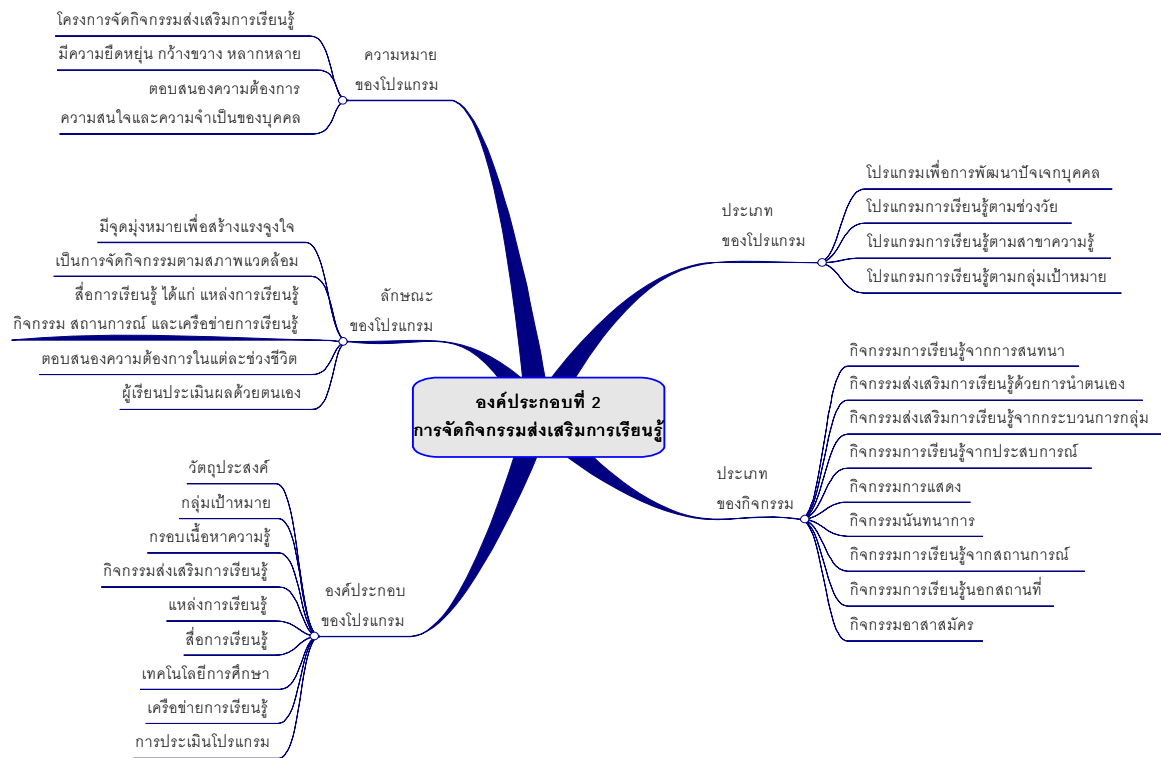 โครงการจัดกิจกรรมส่งเสริมการเรียนรู้
มีความยืดหยุ่น กว้างขวาง หลากหลาย
ตอบสนองความต้องการ
ความสนใจและความจำเป็นของบุคคล
ความหมาย
ของโปรแกรม
มีจุดมุ่งหมายเพื่อสร้างแรงจูงใจ
เป็นการจัดกิจกรรมตามสภาพแวดล้อม
สื่อการเรียนรู้ ได้แก่ แหล่งการเรียนรู้
กิจกรรม สถานการณ์ และเครือข่ายการเรียนรู้
ตอบสนองความต้องการในแต่ละช่วงชีวิต
ผู้เรียนประเมินผลด้วยตนเอง
ลักษณะ
ของโปรแกรม
วัตถุประสงค์
กลุ่มเป้าหมาย
กรอบเนื้อหาความรู้
กิจกรรมส่งเสริมการเรียนรู้
แหล่งการเรียนรู้
สื่อการเรียนรู้
เทคโนโลยีการศึกษา
เครือข่ายการเรียนรู้
การประเมินโปรแกรม
องค์ประกอบ
ของโปรแกรม
องค์ประกอบที่ 2
การจัดกิจกรรมส่งเสริมการเรียนรู้
ประเภท
ของโปรแกรม
โปรแกรมเพื่อการพัฒนาปัจเจกบุคคล
โปรแกรมการเรียนรู้ตามช่วงวัย
โปรแกรมการเรียนรู้ตามสาขาความรู้
โปรแกรมการเรียนรู้ตามกลุ่มเป้าหมาย
ประเภท
ของกิจกรรม
กิจกรรมการเรียนรู้จากการสนทนา
กิจกรรมส่งเสริมการเรียนรู้ด้วยการนำตนเอง
กิจกรรมส่งเสริมการเรียนรู้จากกระบวนการกลุ่ม
กิจกรรมการเรียนรู้จากประสบการณ์
กิจกรรมการแสดง
กิจกรรมนันทนาการ
กิจกรรมการเรียนรู้จากสถานการณ์
กิจกรรมการเรียนรู้นอกสถานที่
กิจกรรมอาสาสมัคร